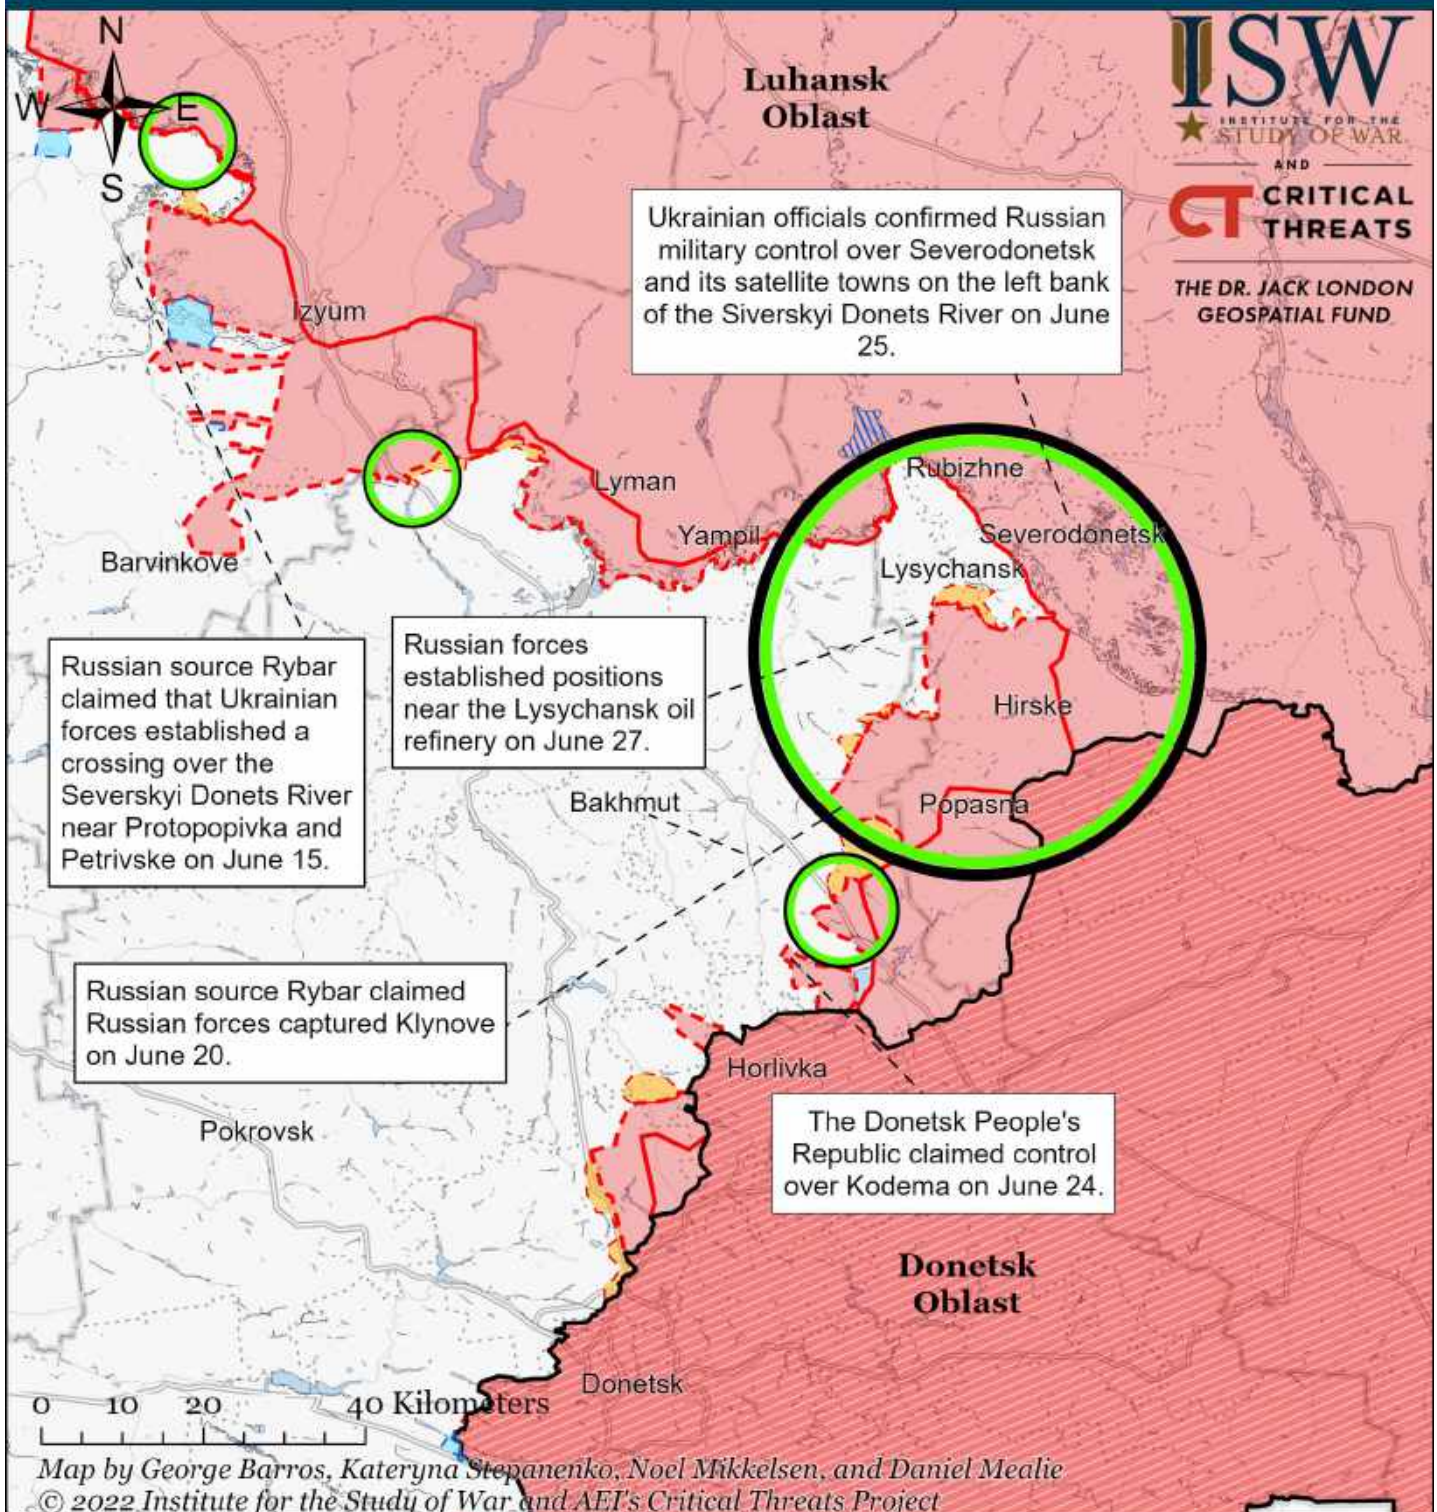 N
W
E
S
Luhansk
Oblast
ISW
INSTITUTE FOR THE
STUDY OF WAR
AND
CT CRITICAL
THREATS
THE DR. JACK LONDON
GEOSPATIAL FUND
Ukrainian officials confirmed Russian
military control over Severodonetsk
and its satellite towns on the left bank
of the Siverskyi Donets River on June
25.
Izyum
Lyman
Yampil
Barvinkove
Rubizhne
Severodonetsk
Lysychansk
Hirske
Popasna
Russian source Rybar
claimed that Ukrainian
forces established a
crossing over the
Severskyi Donets River
near Protopopivka and
Petrivske on June 15.
Russian forces
established positions
near the Lysychansk oil
refinery on June 27.
Bakhmut
Russian source Rybar claimed
Russian forces captured Klynove
on June 20.
Horlivka
Pokrovsk
The Donetsk People's
Republic claimed control
over Kodema on June 24.
Donetsk
Oblast
Donetsk
0 10 20 40 Kilometers
Map by George Barros, Kateryna Stepanenko, Noel Mikkelsen, and Daniel Mealie
© 2022 Institute for the Study of War and AEI's Critical Threats Project